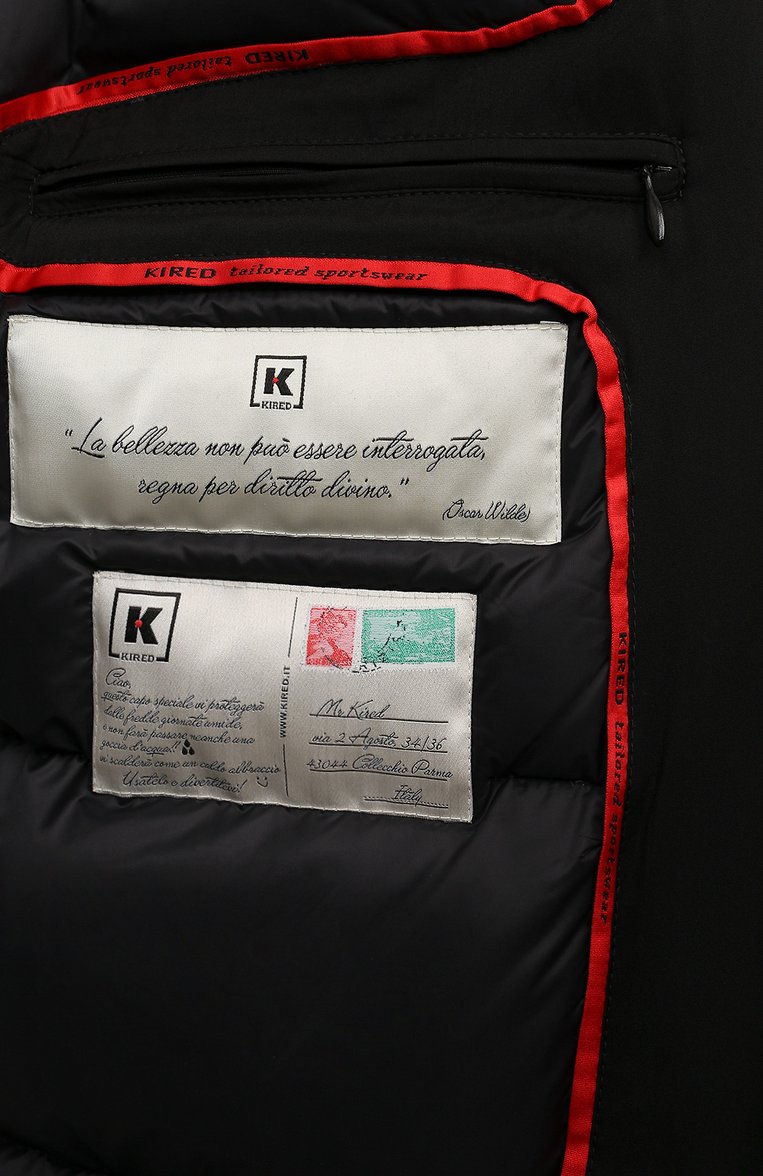 KIRED tailored sportswear
KIRED tailored sportswear
K
KIRED
"La bellezza non può essere interrogata,
regna per diritto divino."
(Oscar Wilde)
K
KIRED
Ciao,
questo capo speciale vi proteggerà
dalle fredde giornate umide,
e non farà passare neanche una
goccia d'acqua!!
vi scalderà come un caldo abbraccio
Usatelo e divertitevi!
WWW.KIRED.IT
Mr. Kired
via 2 Agosto, 34/36
43044 Collecchio Parma
Italy
KIRED tailored sportswear